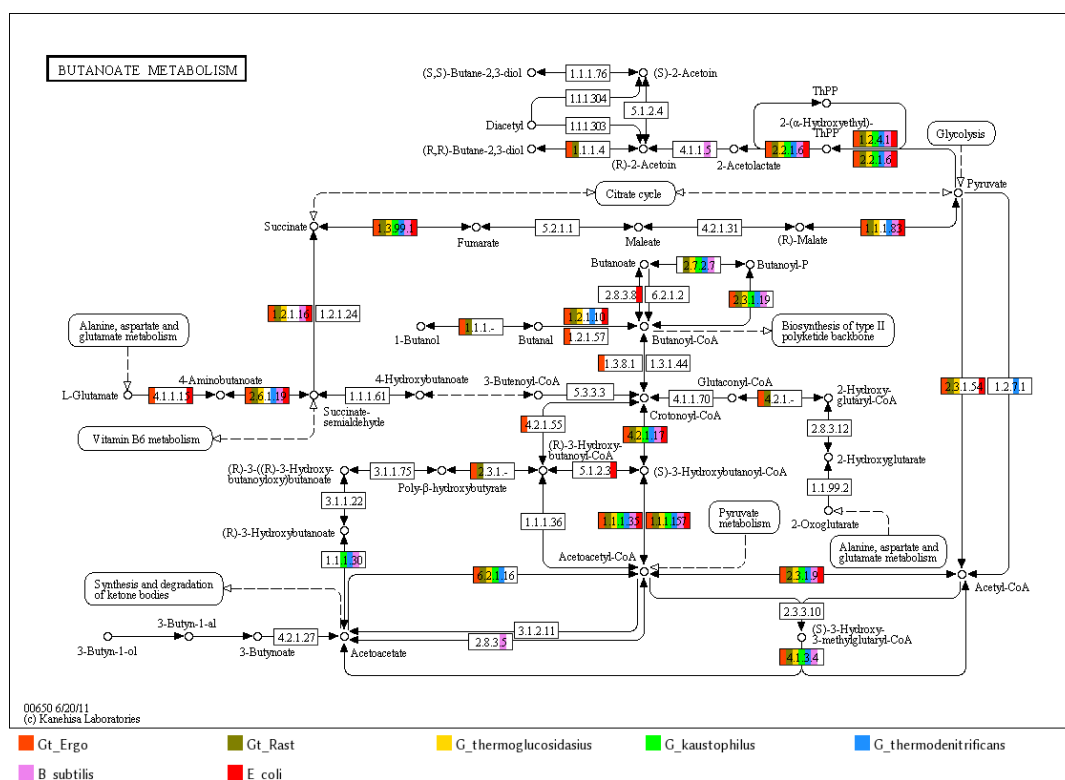 BUTANOATE METABOLISM
(S,S)-Butane-2,3-diol
1.1.1.76
(S)-2-Acetoin
ThPP
1.1.1.304
5.1.2.4
2-(α-Hydroxyethyl)-
ThPP
Diacetyl
1.1.1.303
1.2.4.1
Glycolysis
(R,R)-Butane-2,3-diol
1.1.1.4
(R)-2-Acetoin
4.1.1.5
2-Acetolactate
2.2.1.6
2.2.1.6
Citrate cycle
Pyruvate
Succinate
1.3.99.1
Fumarate
5.2.1.1
Maleate
4.2.1.31
(R)-Malate
1.1.1.83
Butanoate
2.7.2.7
Butanoyl-P
2.8.3.8
6.2.1.2
2.3.1.19
1.2.1.16
1.2.1.24
Alanine, aspartate and
glutamate metabolism
1-Butanol
1.1.1.-
Butanal
1.2.1.10
1.2.1.57
Butanoyl-CoA
Biosynthesis of type II
polyketide backbone
1.3.8.1
1.3.1.44
L-Glutamate
4.1.1.15
4-Aminobutanoate
2.6.1.19
1.1.1.61
4-Hydroxybutanoate
3-Butenoyl-CoA
5.3.3.3
Glutaconyl-CoA
4.1.1.70
4.2.1.-
2-Hydroxy-
glutaryl-CoA
2.3.1.54
1.2.7.1
Succinate-
semialdehyde
Crotonoyl-CoA
Vitamin B6 metabolism
4.2.1.55
4.2.1.17
2.8.3.12
(R)-3-Hydroxy-
butanoyl-CoA
(R)-3-((R)-3-Hydroxy-
butanoyloxy)butanoate
3.1.1.75
Poly-β-hydroxybutyrate
2.3.1.-
5.1.2.3
(S)-3-Hydroxybutanoyl-CoA
2-Hydroxyglutarate
1.1.99.2
3.1.1.22
1.1.1.36
1.1.1.35
1.1.1.157
Pyruvate
metabolism
2-Oxoglutarate
(R)-3-Hydroxybutanoate
1.1.1.30
Acetoacetyl-CoA
Alanine, aspartate and
glutamate metabolism
Synthesis and degradation
of ketone bodies
6.2.1.16
2.3.1.9
Acetyl-CoA
2.3.3.10
3-Butyn-1-ol
3-Butyn-1-al
3-Butynoate
4.2.1.27
Acetoacetate
3.1.2.11
2.8.3.5
(S)-3-Hydroxy-
3-methylglutaryl-CoA
4.1.3.4
00650 6/20/11
(c) Kanehisa Laboratories
Gt_Ergo
Gt_Rast
G_thermoglucosidasius
G_kaustophilus
G_thermodenitrificans
B_subtilis
E_coli